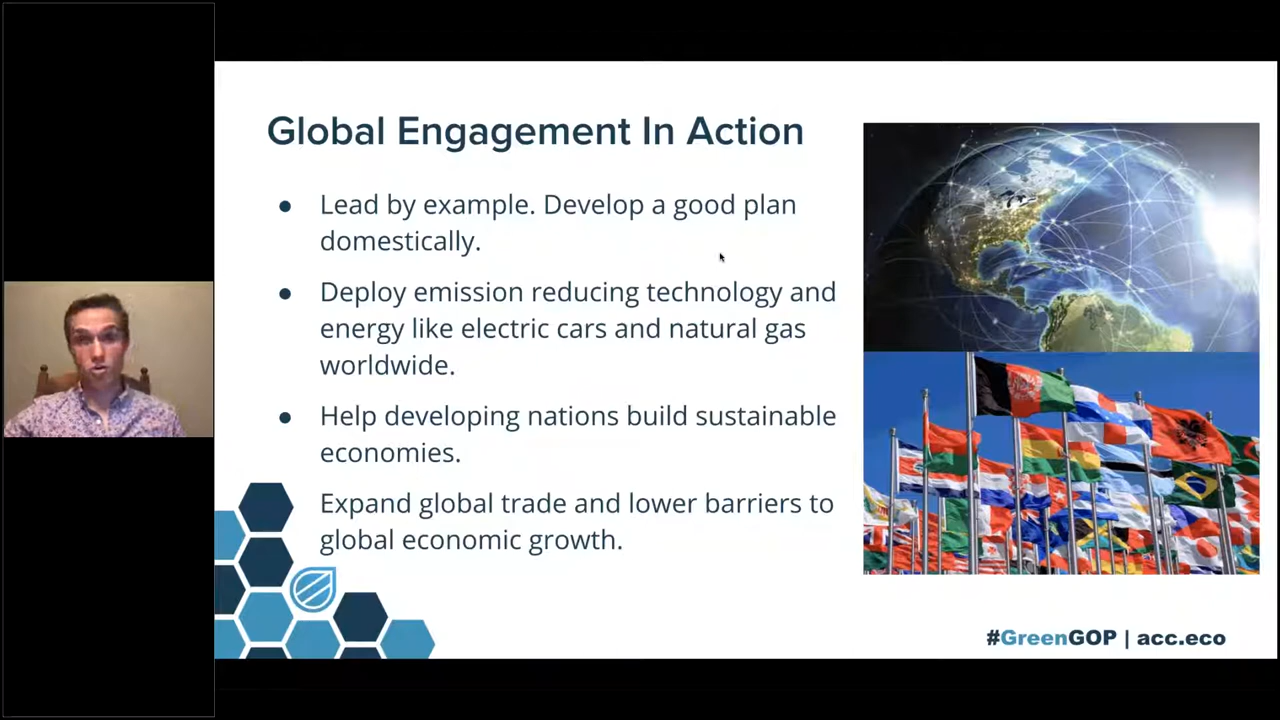 Global Engagement In Action
● Lead by example. Develop a good plan
domestically.
● Deploy emission reducing technology and
energy like electric cars and natural gas
worldwide.
● Help developing nations build sustainable
economies.
Expand global trade and lower barriers to
global economic growth.
#GreenGOP | acc.eco